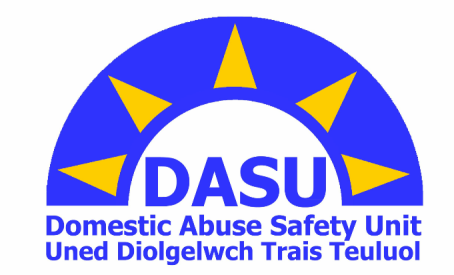 DASU
Domestic Abuse Safety Unit
Uned Diolgelwch Trais Teuluol